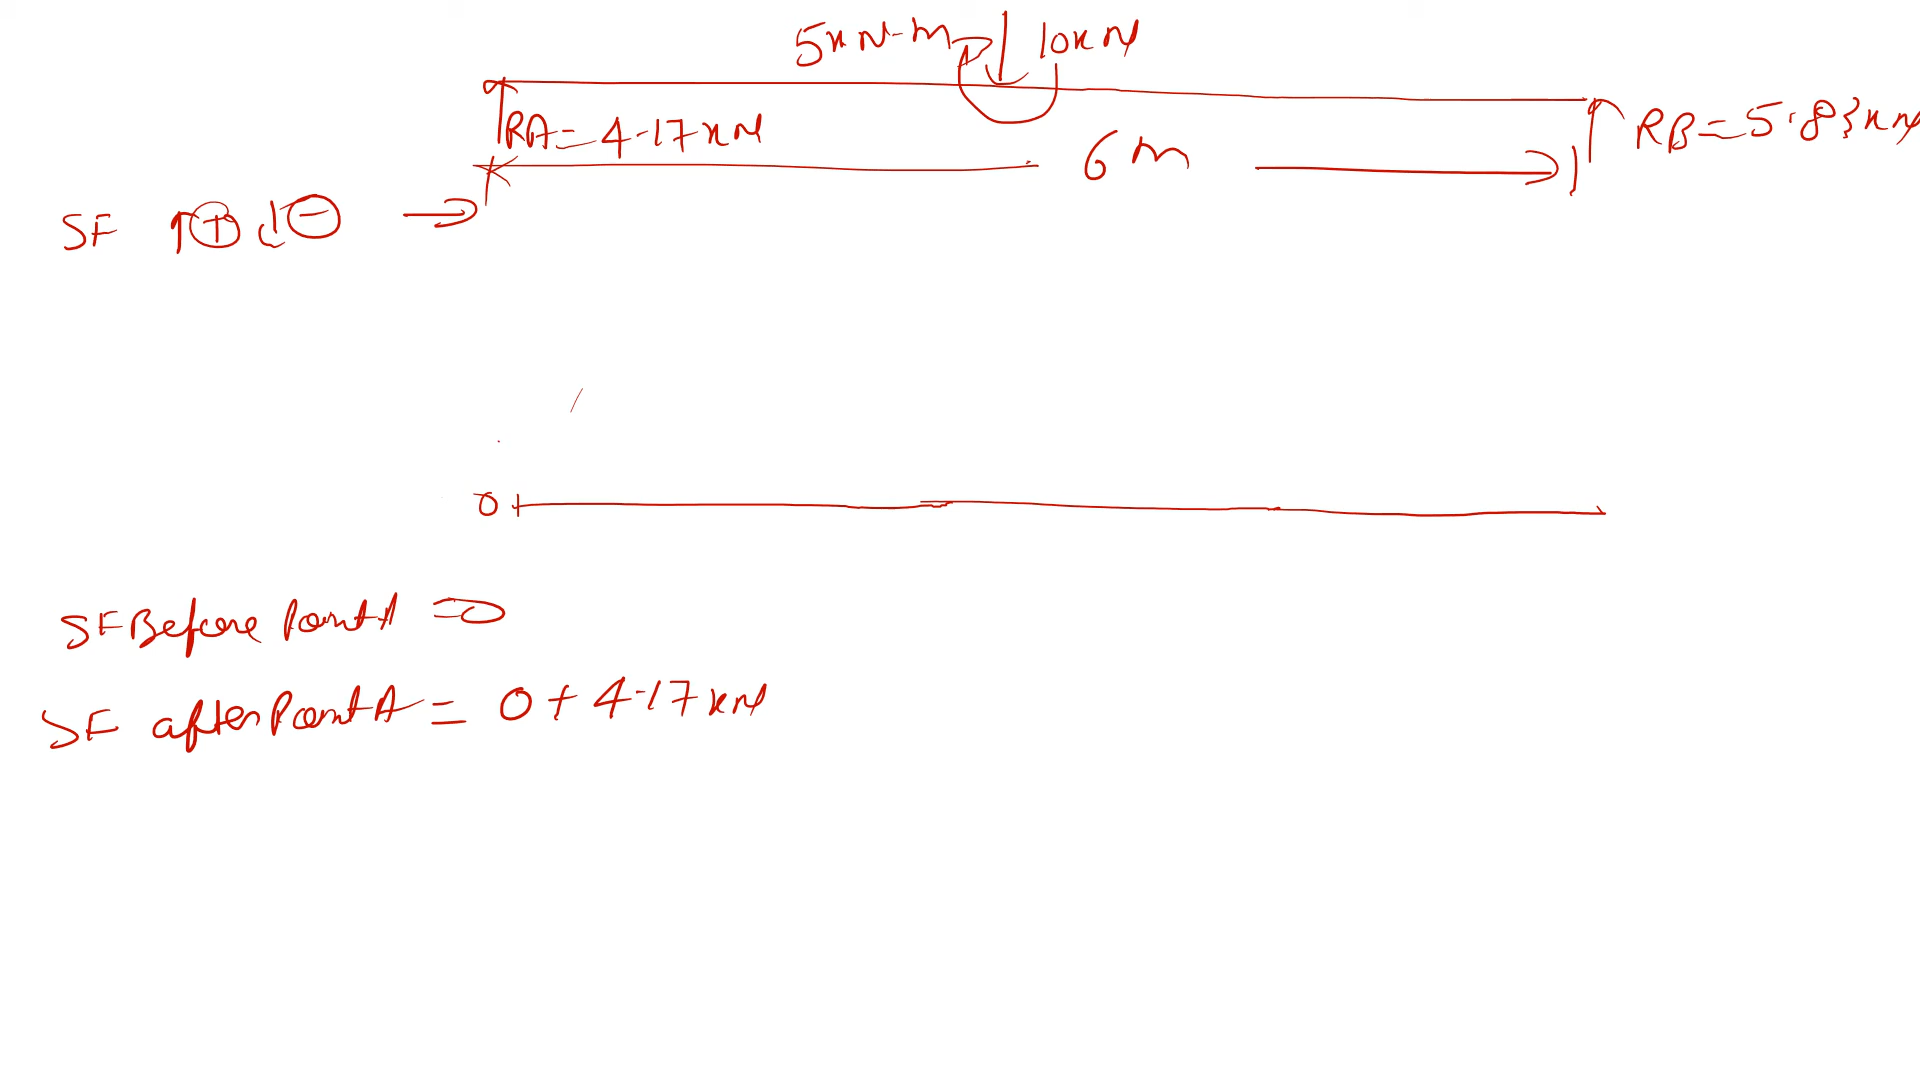 5kN-m 10kN
RA=4.17kN
6m
RB=5.83kN
SF ↑⊕ ↓⊖ →
0
SF Before Point A =0
SF after Point A = 0+4.17kN